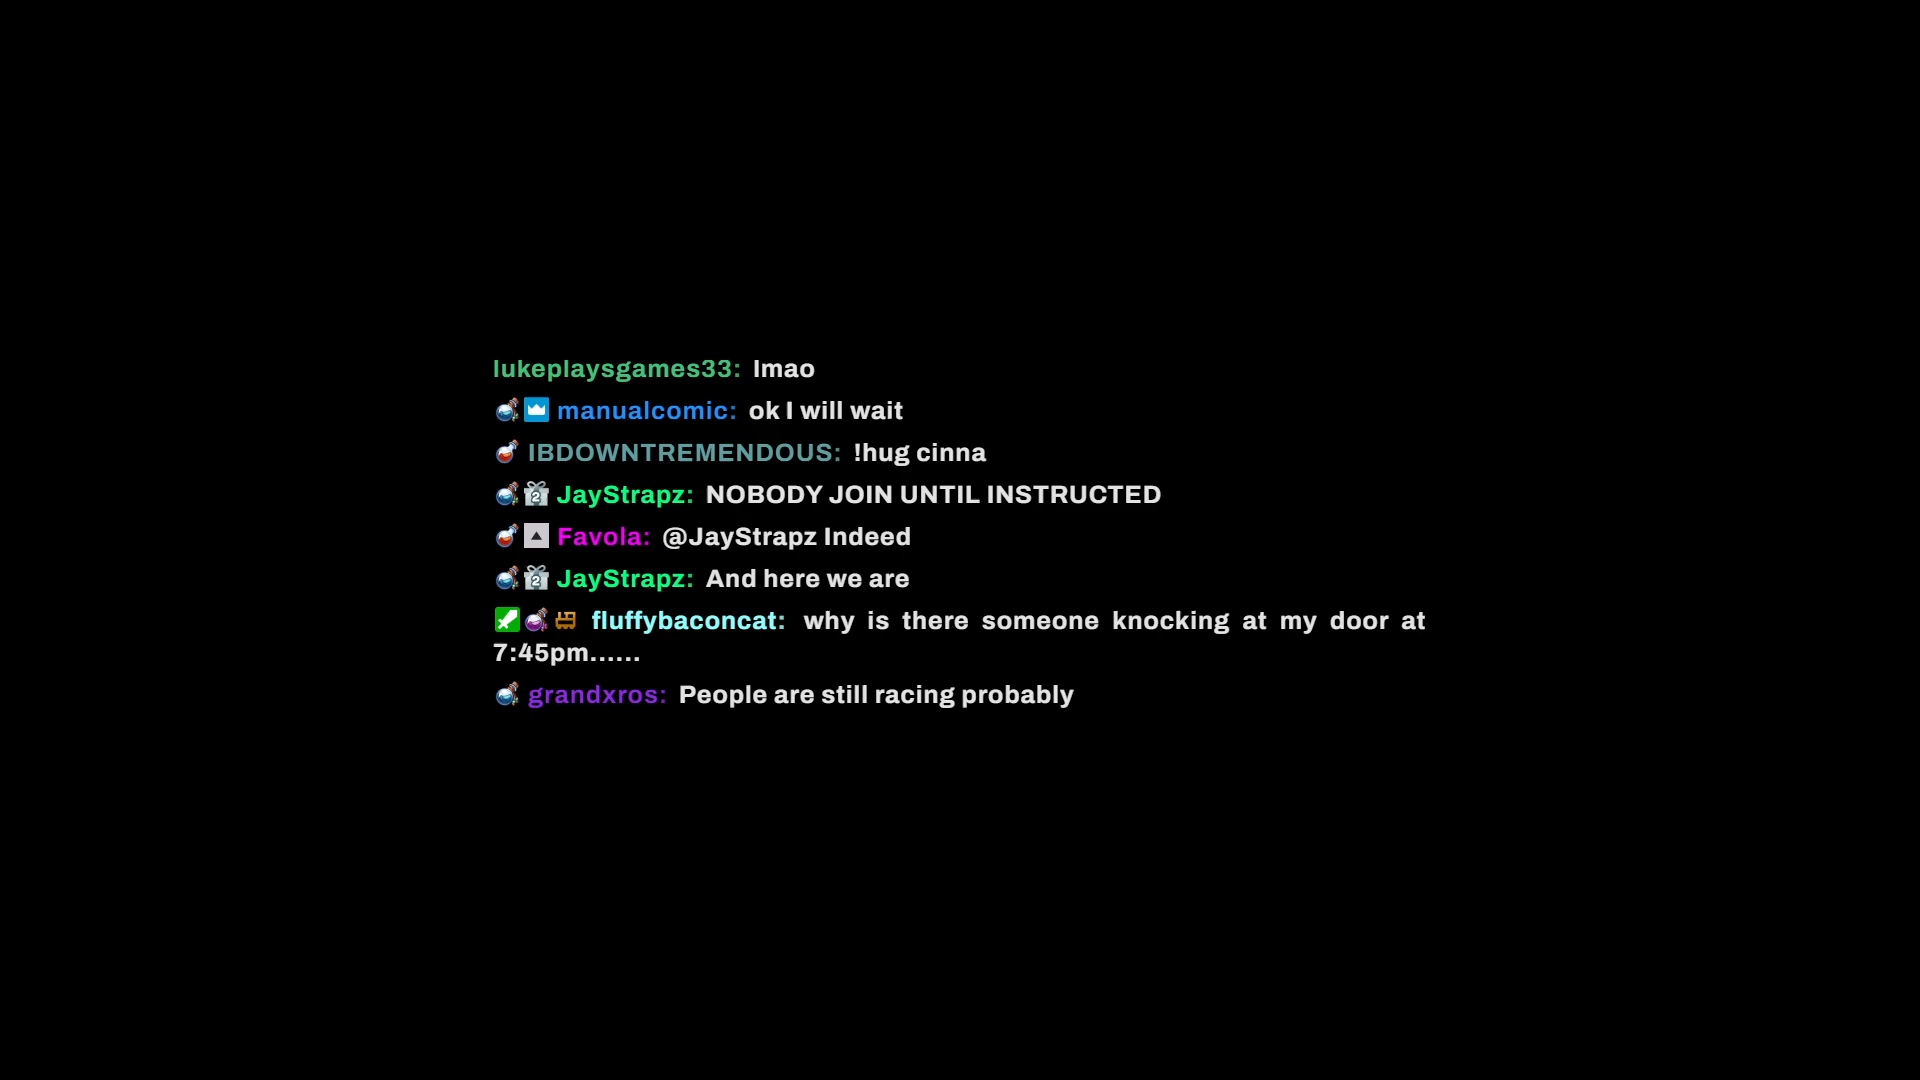 lukeplaysgames33: lmao
manualcomic: ok I will wait
IBDOWNTREMENDOUS: !hug cinna
2 JayStrapz: NOBODY JOIN UNTIL INSTRUCTED
Favola: @JayStrapz Indeed
2 JayStrapz: And here we are
fluffybaconcat: why is there someone knocking at my door at
7:45pm......
grandxros: People are still racing probably